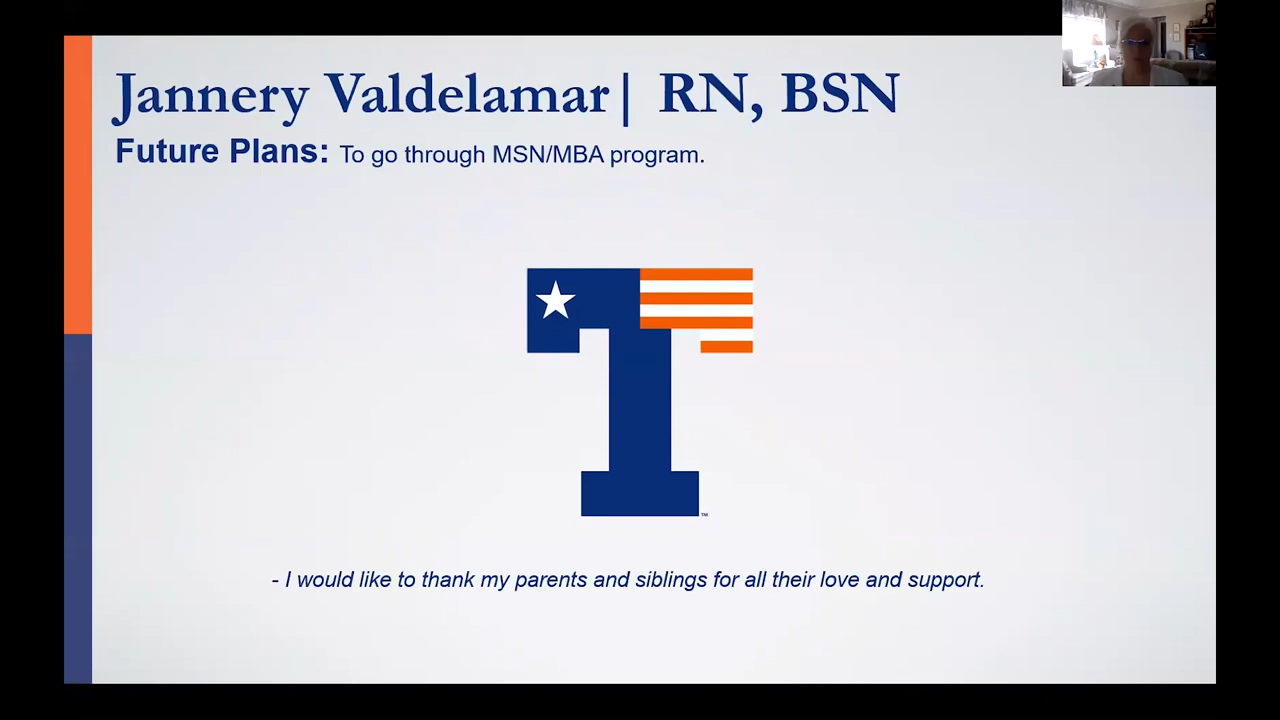 Jannery Valdelamar| RN, BSN
Future Plans: To go through MSN/MBA program.
TM
- I would like to thank my parents and siblings for all their love and support.